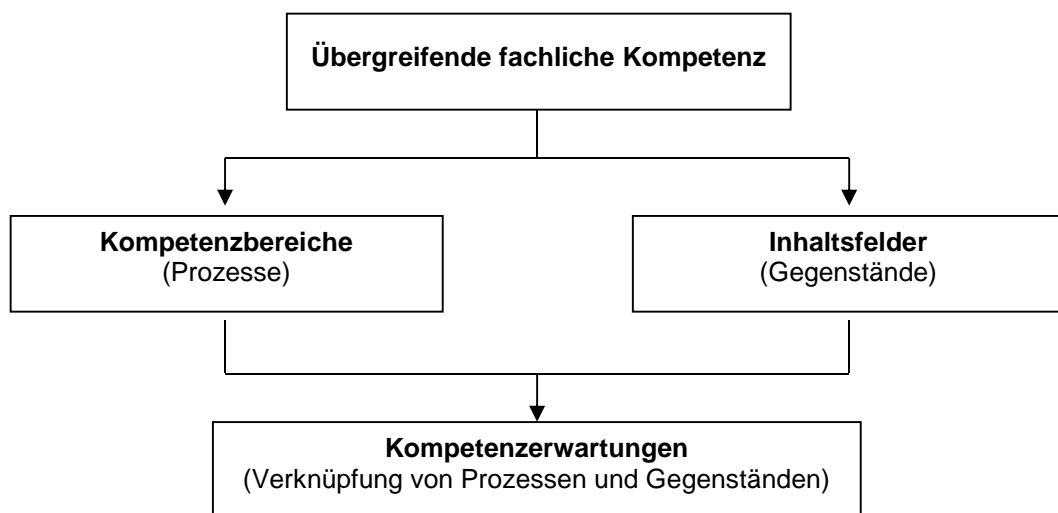 Übergreifende fachliche Kompetenz
Kompetenzbereiche
(Prozesse)
Inhaltsfelder
(Gegenstände)
Kompetenzerwartungen
(Verknüpfung von Prozessen und Gegenständen)